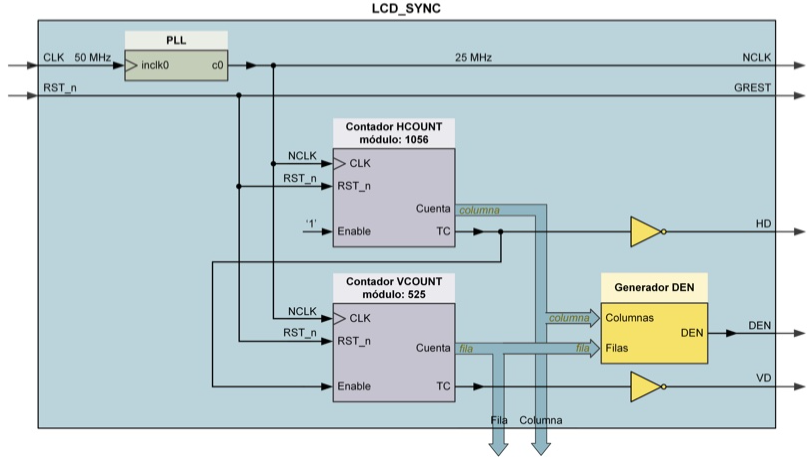 LCD_SYNC
PLL
CLK 50 MHz
inclk0
c0
25 MHz
NCLK
RST_n
GREST
Contador HCOUNT
módulo: 1056
NCLK
CLK
RST_n
RST_n
Cuenta
columna
'1'
Enable
TC
HD
Contador VCOUNT
módulo: 525
Generador DEN
NCLK
CLK
columna
Columnas
RST_n
RST_n
DEN
DEN
Cuenta
fila
fila
Filas
Enable
TC
VD
Fila
Columna